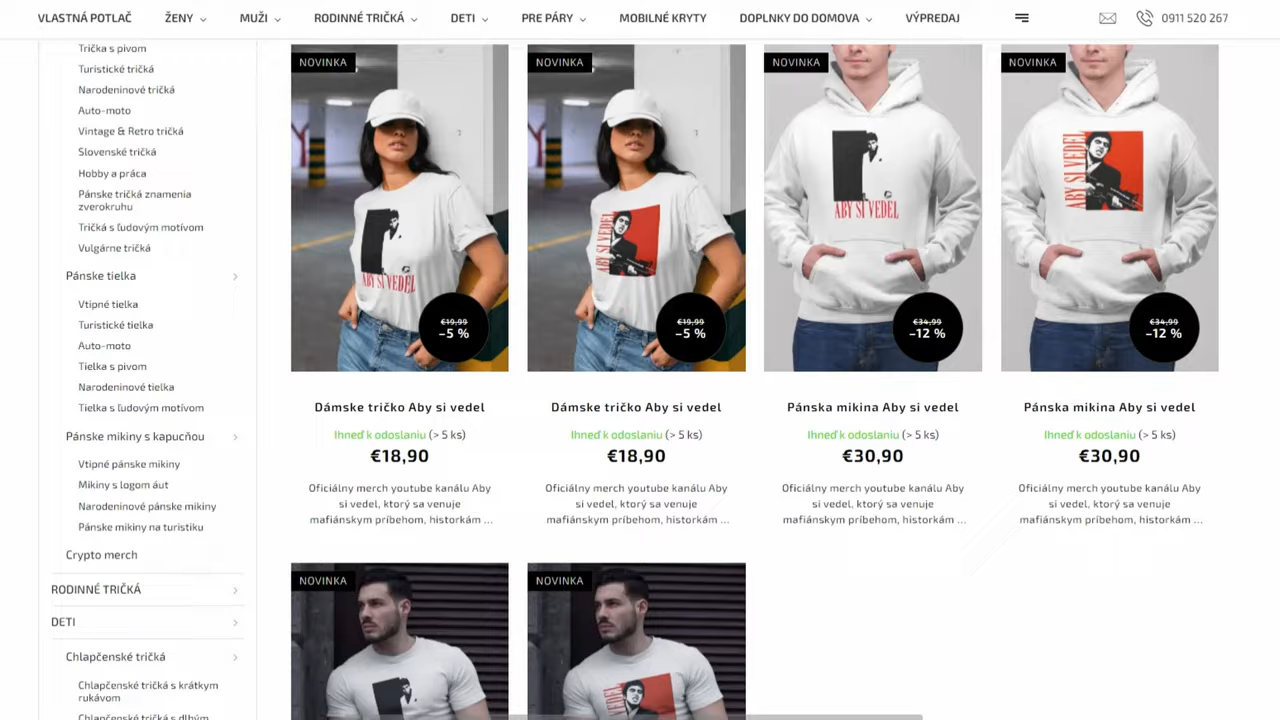 VLASTNÁ POTLAČ ŽENY MUŽI RODINNÉ TRIČKÁ DETI PRE PÁRY MOBILNÉ KRYTY DOPLNKY DO DOMOVA VÝPREDAJ 0911 520 267
Tričká s pivom
Turistické tričká
Narodeninové tričká
Auto-moto
Vintage & Retro tričká
Slovenské tričká
Hobby a práca
Pánske tričká znamenia
zverokruhu
Tričká s ľudovým motívom
Vulgárne tričká
Pánske tielka
Vtipné tielka
Turistické tielka
Auto-moto
Tielka s pivom
Narodeninové tielka
Tielka s ľudovým motívom
Pánske mikiny s kapucňou
Vtipné pánske mikiny
Mikiny s logom áut
Narodeninové pánske mikiny
Pánske mikiny na turistiku
Crypto merch
RODINNÉ TRIČKÁ
DETI
Chlapčenské tričká
Chlapčenské tričká s krátkym
rukávom
Chlapčenské tričká s dlhým
NOVINKA NOVINKA NOVINKA NOVINKA
ABY SI VEDEL
ABY SI VEDEL
ABY SI VEDEL
ABY SI VEDEL
€19,99 €19,99 €34,99 €34,99
–5 % –5 % –12 % –12 %
Dámske tričko Aby si vedel Dámske tričko Aby si vedel Pánska mikina Aby si vedel Pánska mikina Aby si vedel
Ihneď k odoslaniu (> 5 ks) Ihneď k odoslaniu (> 5 ks) Ihneď k odoslaniu (> 5 ks) Ihneď k odoslaniu (> 5 ks)
€18,90 €18,90 €30,90 €30,90
Oficiálny merch youtube kanálu Aby Oficiálny merch youtube kanálu Aby Oficiálny merch youtube kanálu Aby Oficiálny merch youtube kanálu Aby
si vedel, ktorý sa venuje si vedel, ktorý sa venuje si vedel, ktorý sa venuje si vedel, ktorý sa venuje
mafiánskym príbehom, historkám ... mafiánskym príbehom, historkám ... mafiánskym príbehom, historkám ... mafiánskym príbehom, historkám ...
NOVINKA NOVINKA
VEDEL